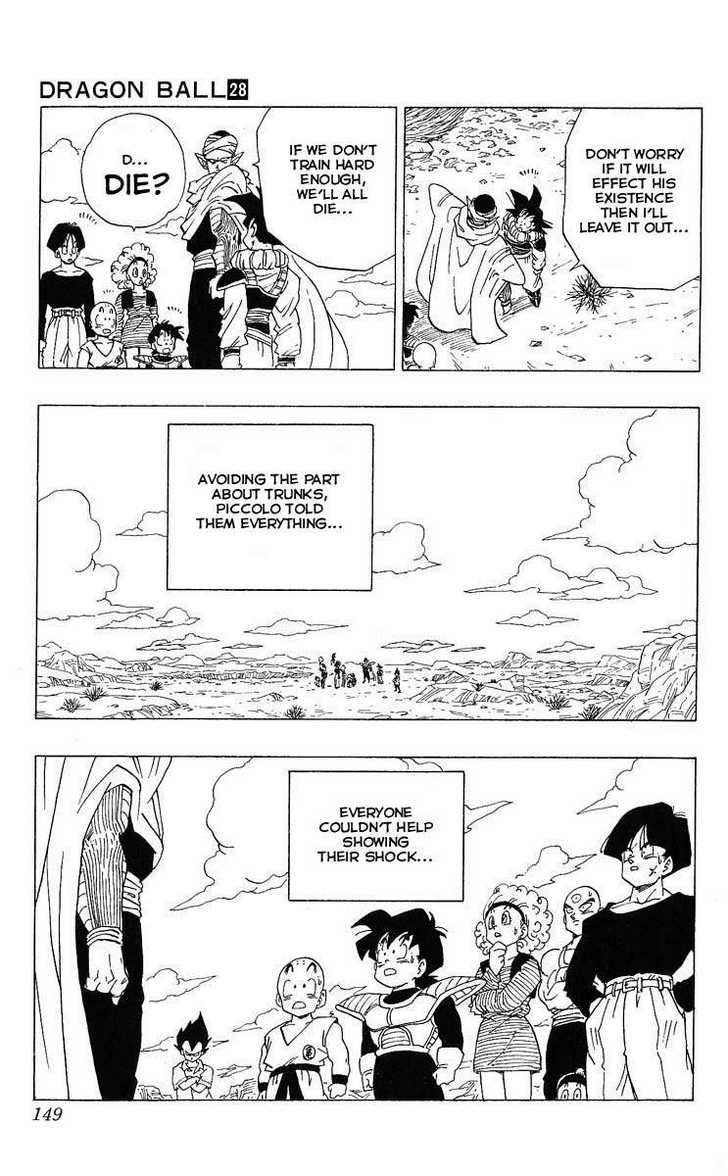 DRAGON BALL 28
DON'T WORRY
IF IT WILL
EFFECT HIS
EXISTENCE
THEN I'LL
LEAVE IT OUT...
IF WE DON'T
TRAIN HARD
ENOUGH,
WE'LL ALL
DIE...
D...
DIE?
AVOIDING THE PART
ABOUT TRUNKS,
PICCOLO TOLD
THEM EVERYTHING...
EVERYONE
COULDN'T HELP
SHOWING
THEIR SHOCK...
149